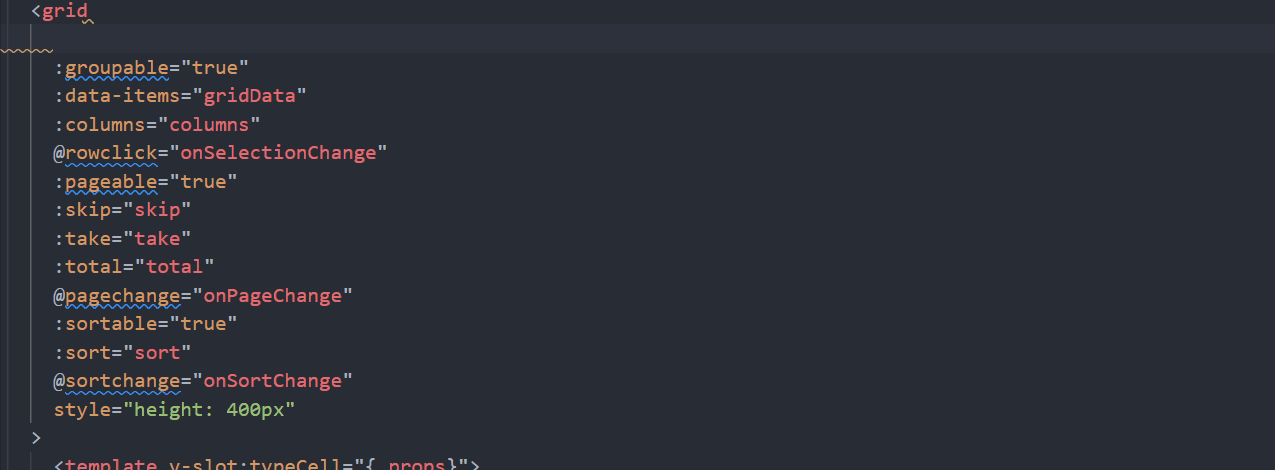 <grid
:groupable="true"
:data-items="gridData"
:columns="columns"
@rowclick="onSelectionChange"
:pageable="true"
:skip="skip"
:take="take"
:total="total"
@pagechange="onPageChange"
:sortable="true"
:sort="sort"
@sortchange="onSortChange"
style="height: 400px"
>
<template v-slot:typeCell="{ props}">